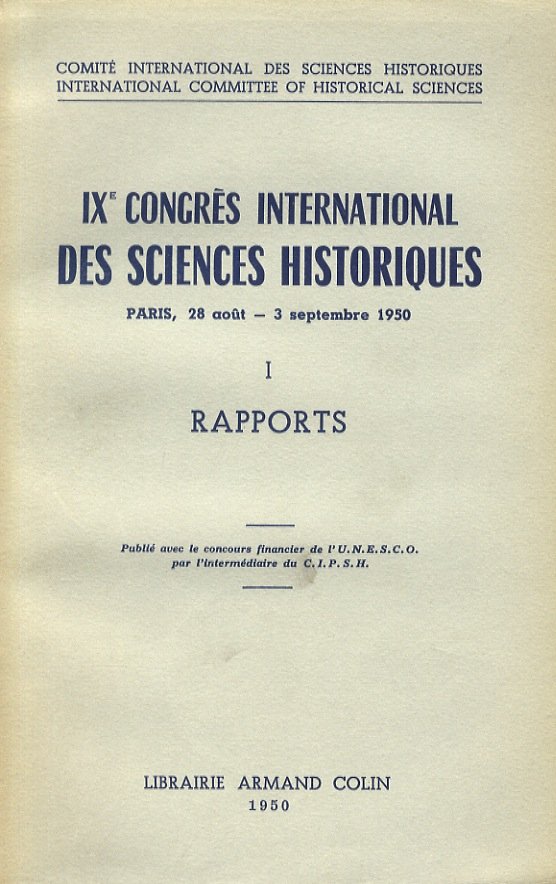 COMITÉ INTERNATIONAL DES SCIENCES HISTORIQUES
INTERNATIONAL COMMITTEE OF HISTORICAL SCIENCES
IXE CONGRÈS INTERNATIONAL
DES SCIENCES HISTORIQUES
PARIS, 28 août — 3 septembre 1950
I
RAPPORTS
Publié avec le concours financier de l'U.N.E.S.C.O.
par l'intermédiaire du C.I.P.S.H.
LIBRAIRIE ARMAND COLIN
1950